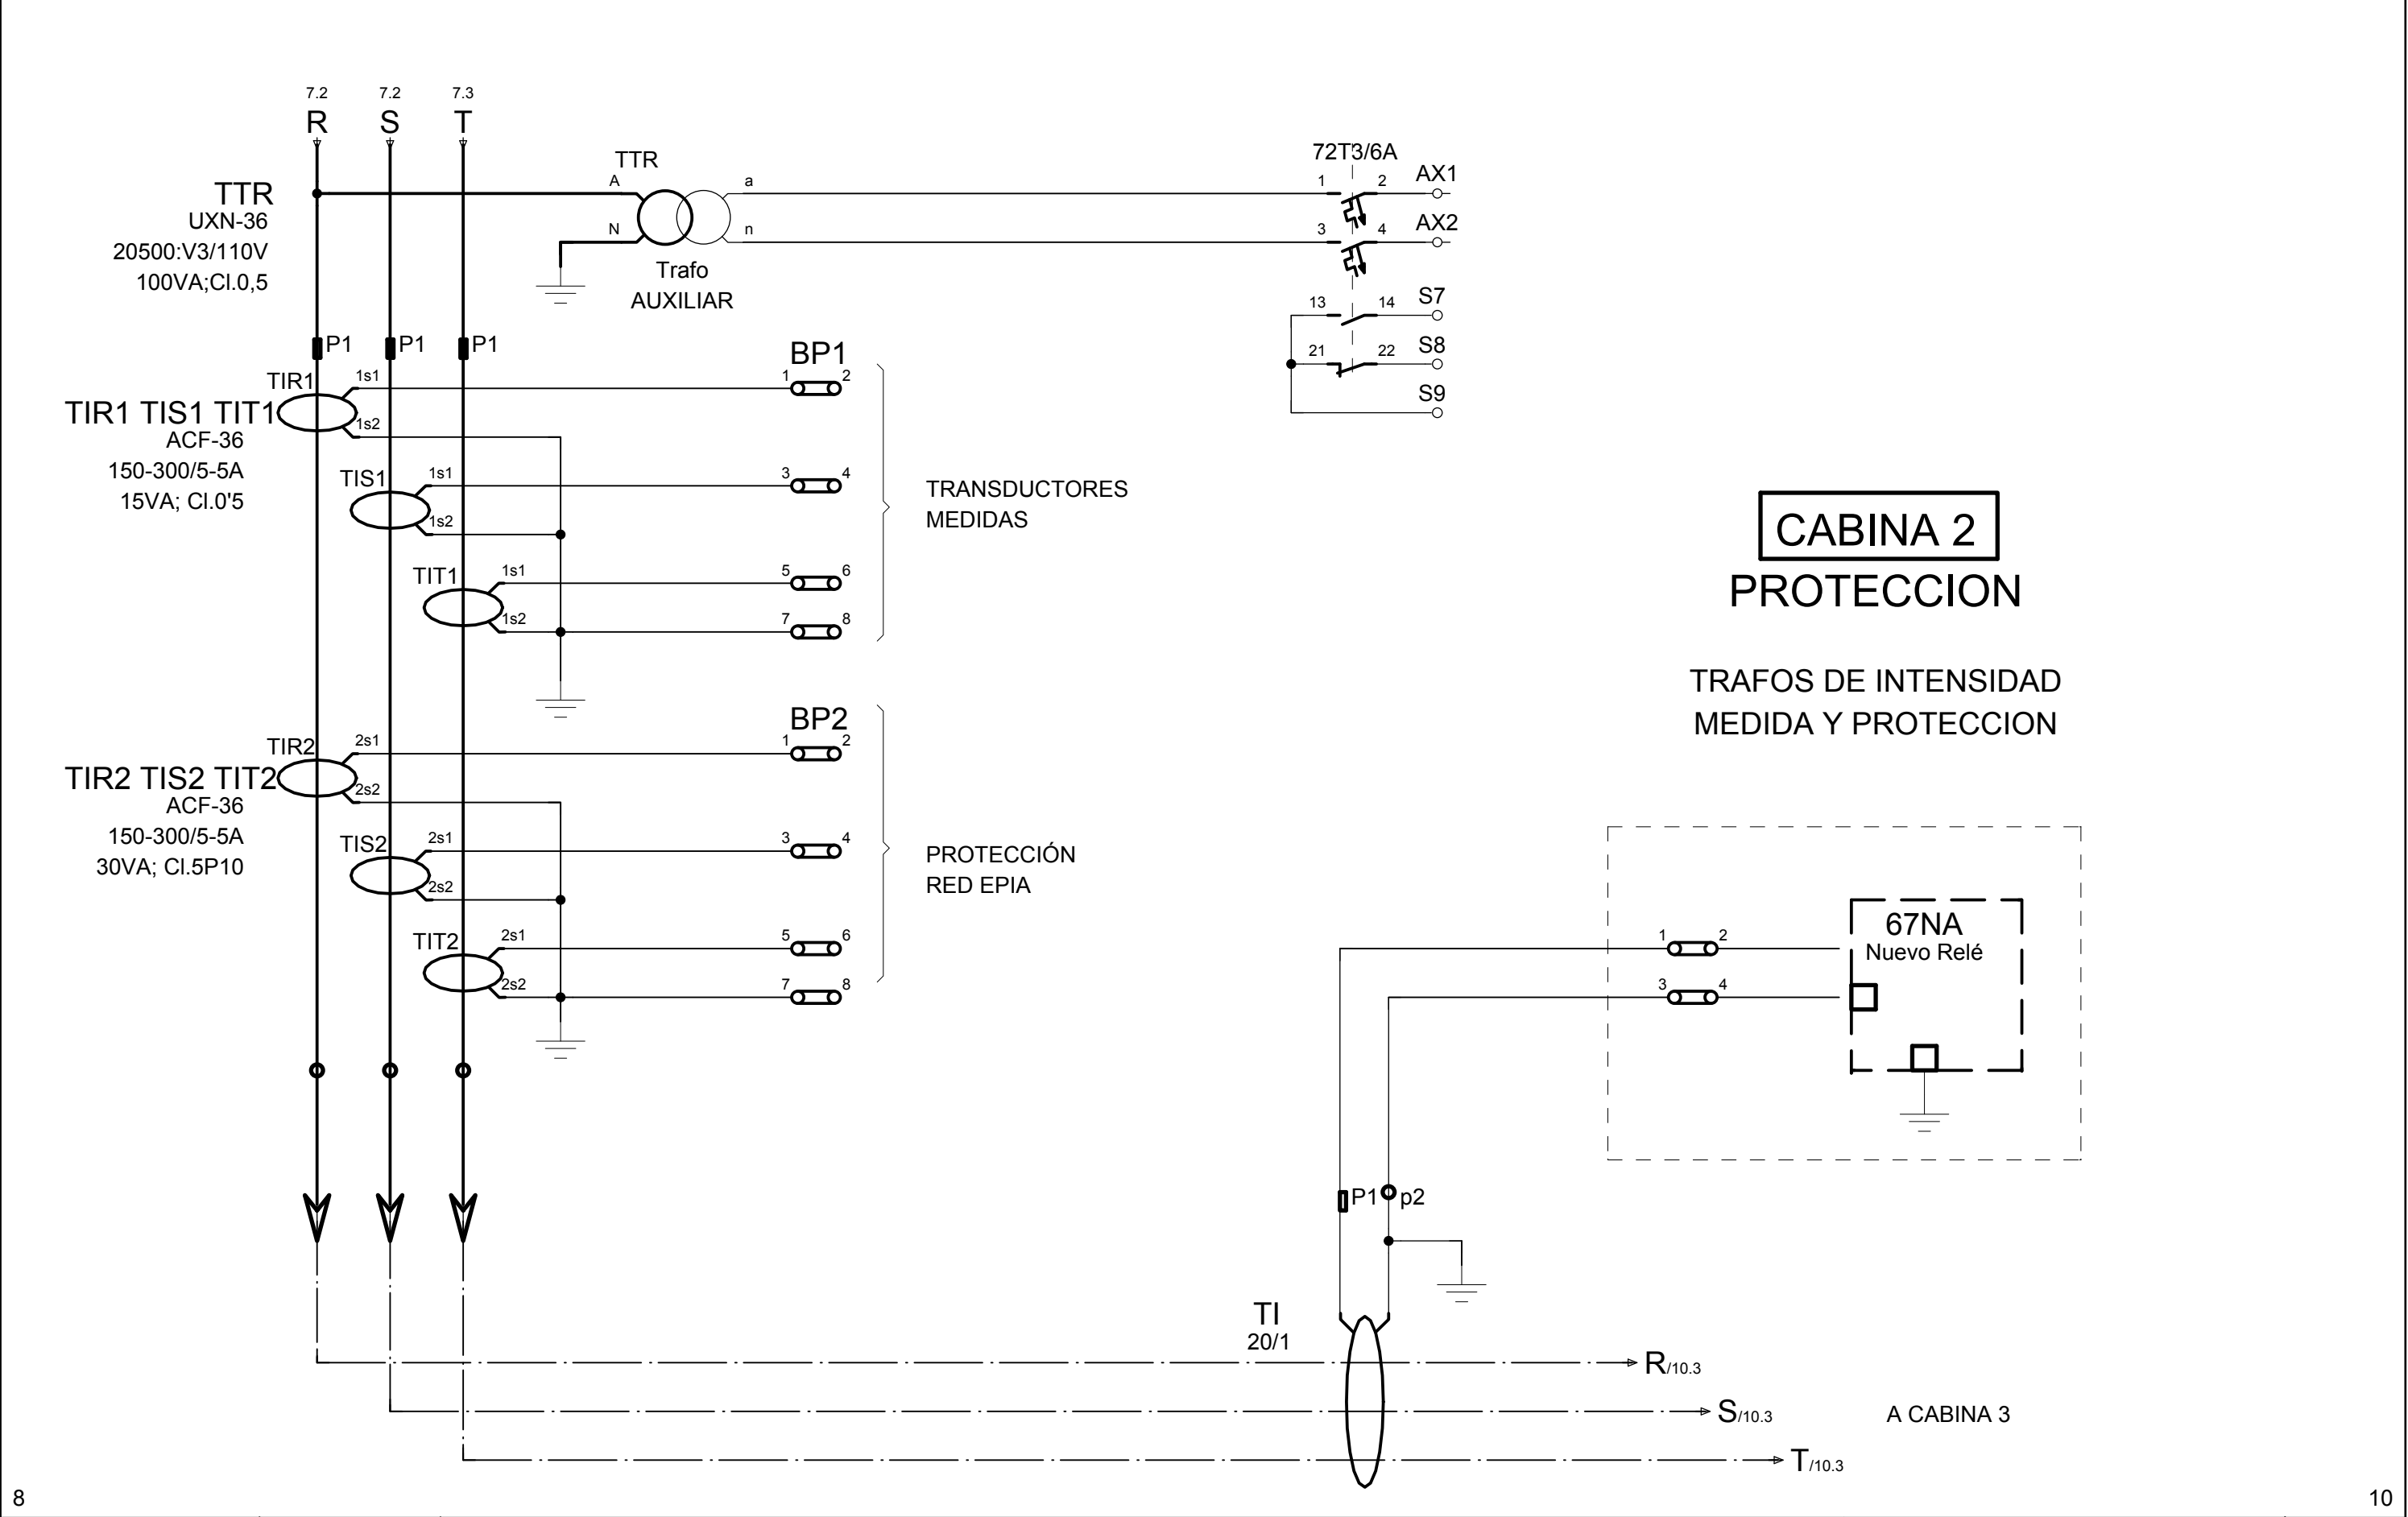 7.2 7.2 7.3
R S T
TTR
UXN-36
20500:V3/110V
100VA;Cl.0,5
TTR
A a
N n
Trafo
AUXILIAR
72T3/6A
1 2 AX1
3 4 AX2
13 14 S7
21 22 S8
S9
P1 P1 P1
TIR1 1s1
1s2
TIR1 TIS1 TIT1
ACF-36
150-300/5-5A
15VA; Cl.0'5
TIS1 1s1
1s2
TIT1 1s1
1s2
BP1
1 2
3 4
5 6
7 8
TRANSDUCTORES
MEDIDAS
CABINA 2
PROTECCION
TRAFOS DE INTENSIDAD
MEDIDA Y PROTECCION
TIR2 2s1
2s2
TIR2 TIS2 TIT2
ACF-36
150-300/5-5A
30VA; Cl.5P10
TIS2 2s1
2s2
TIT2 2s1
2s2
BP2
1 2
3 4
5 6
7 8
PROTECCIÓN
RED EPIA
67NA
Nuevo Relé
1 2
3 4
P1 p2
TI
20/1
R/10.3
S/10.3
A CABINA 3
T/10.3
8 10